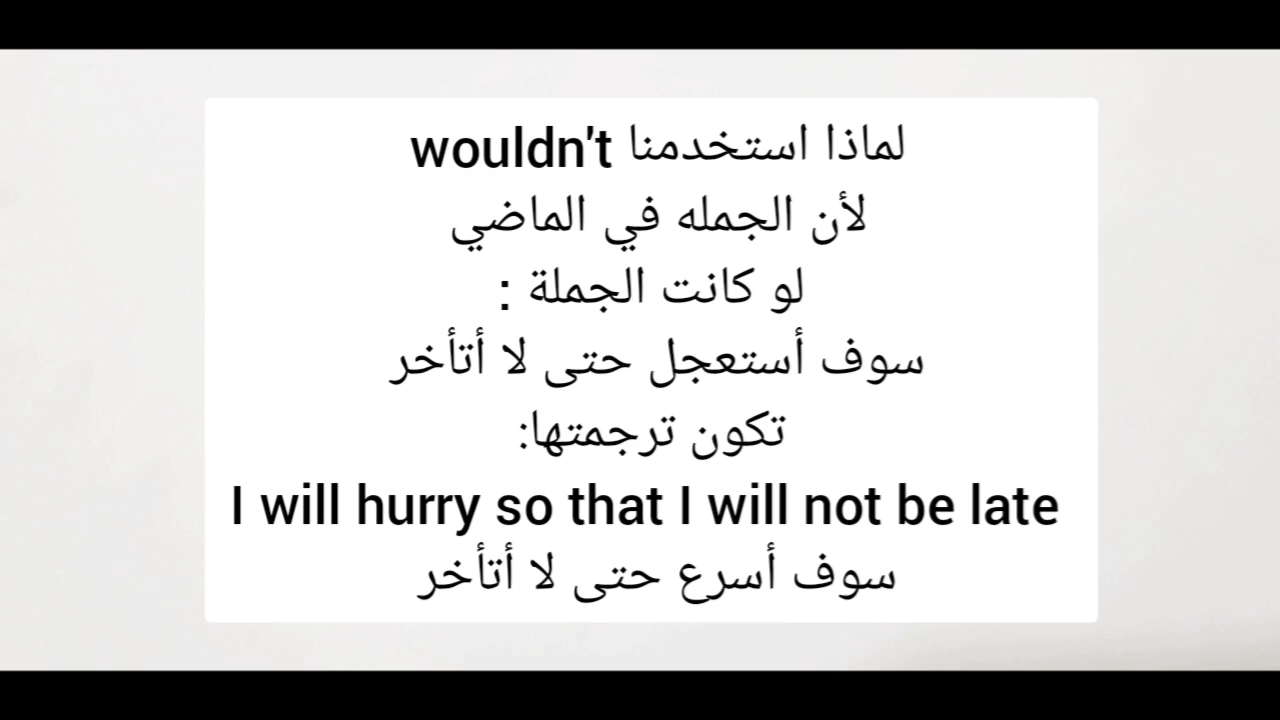 لماذا استخدمنا wouldn't
لأن الجمله في الماضي
لو كانت الجملة :
سوف أستعجل حتى لا أتأخر
تكون ترجمتها:
I will hurry so that I will not be late
سوف أسرع حتى لا أتأخر